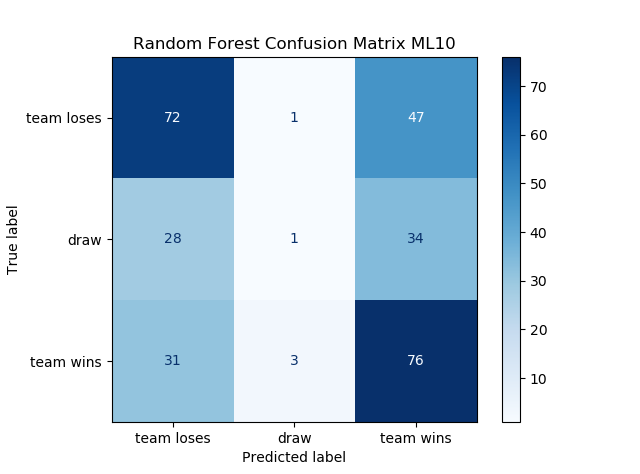 Random Forest Confusion Matrix ML10
team loses 72 1 47
draw 28 1 34
team wins 31 3 76
team loses draw team wins
Predicted label
True label
70
60
50
40
30
20
10